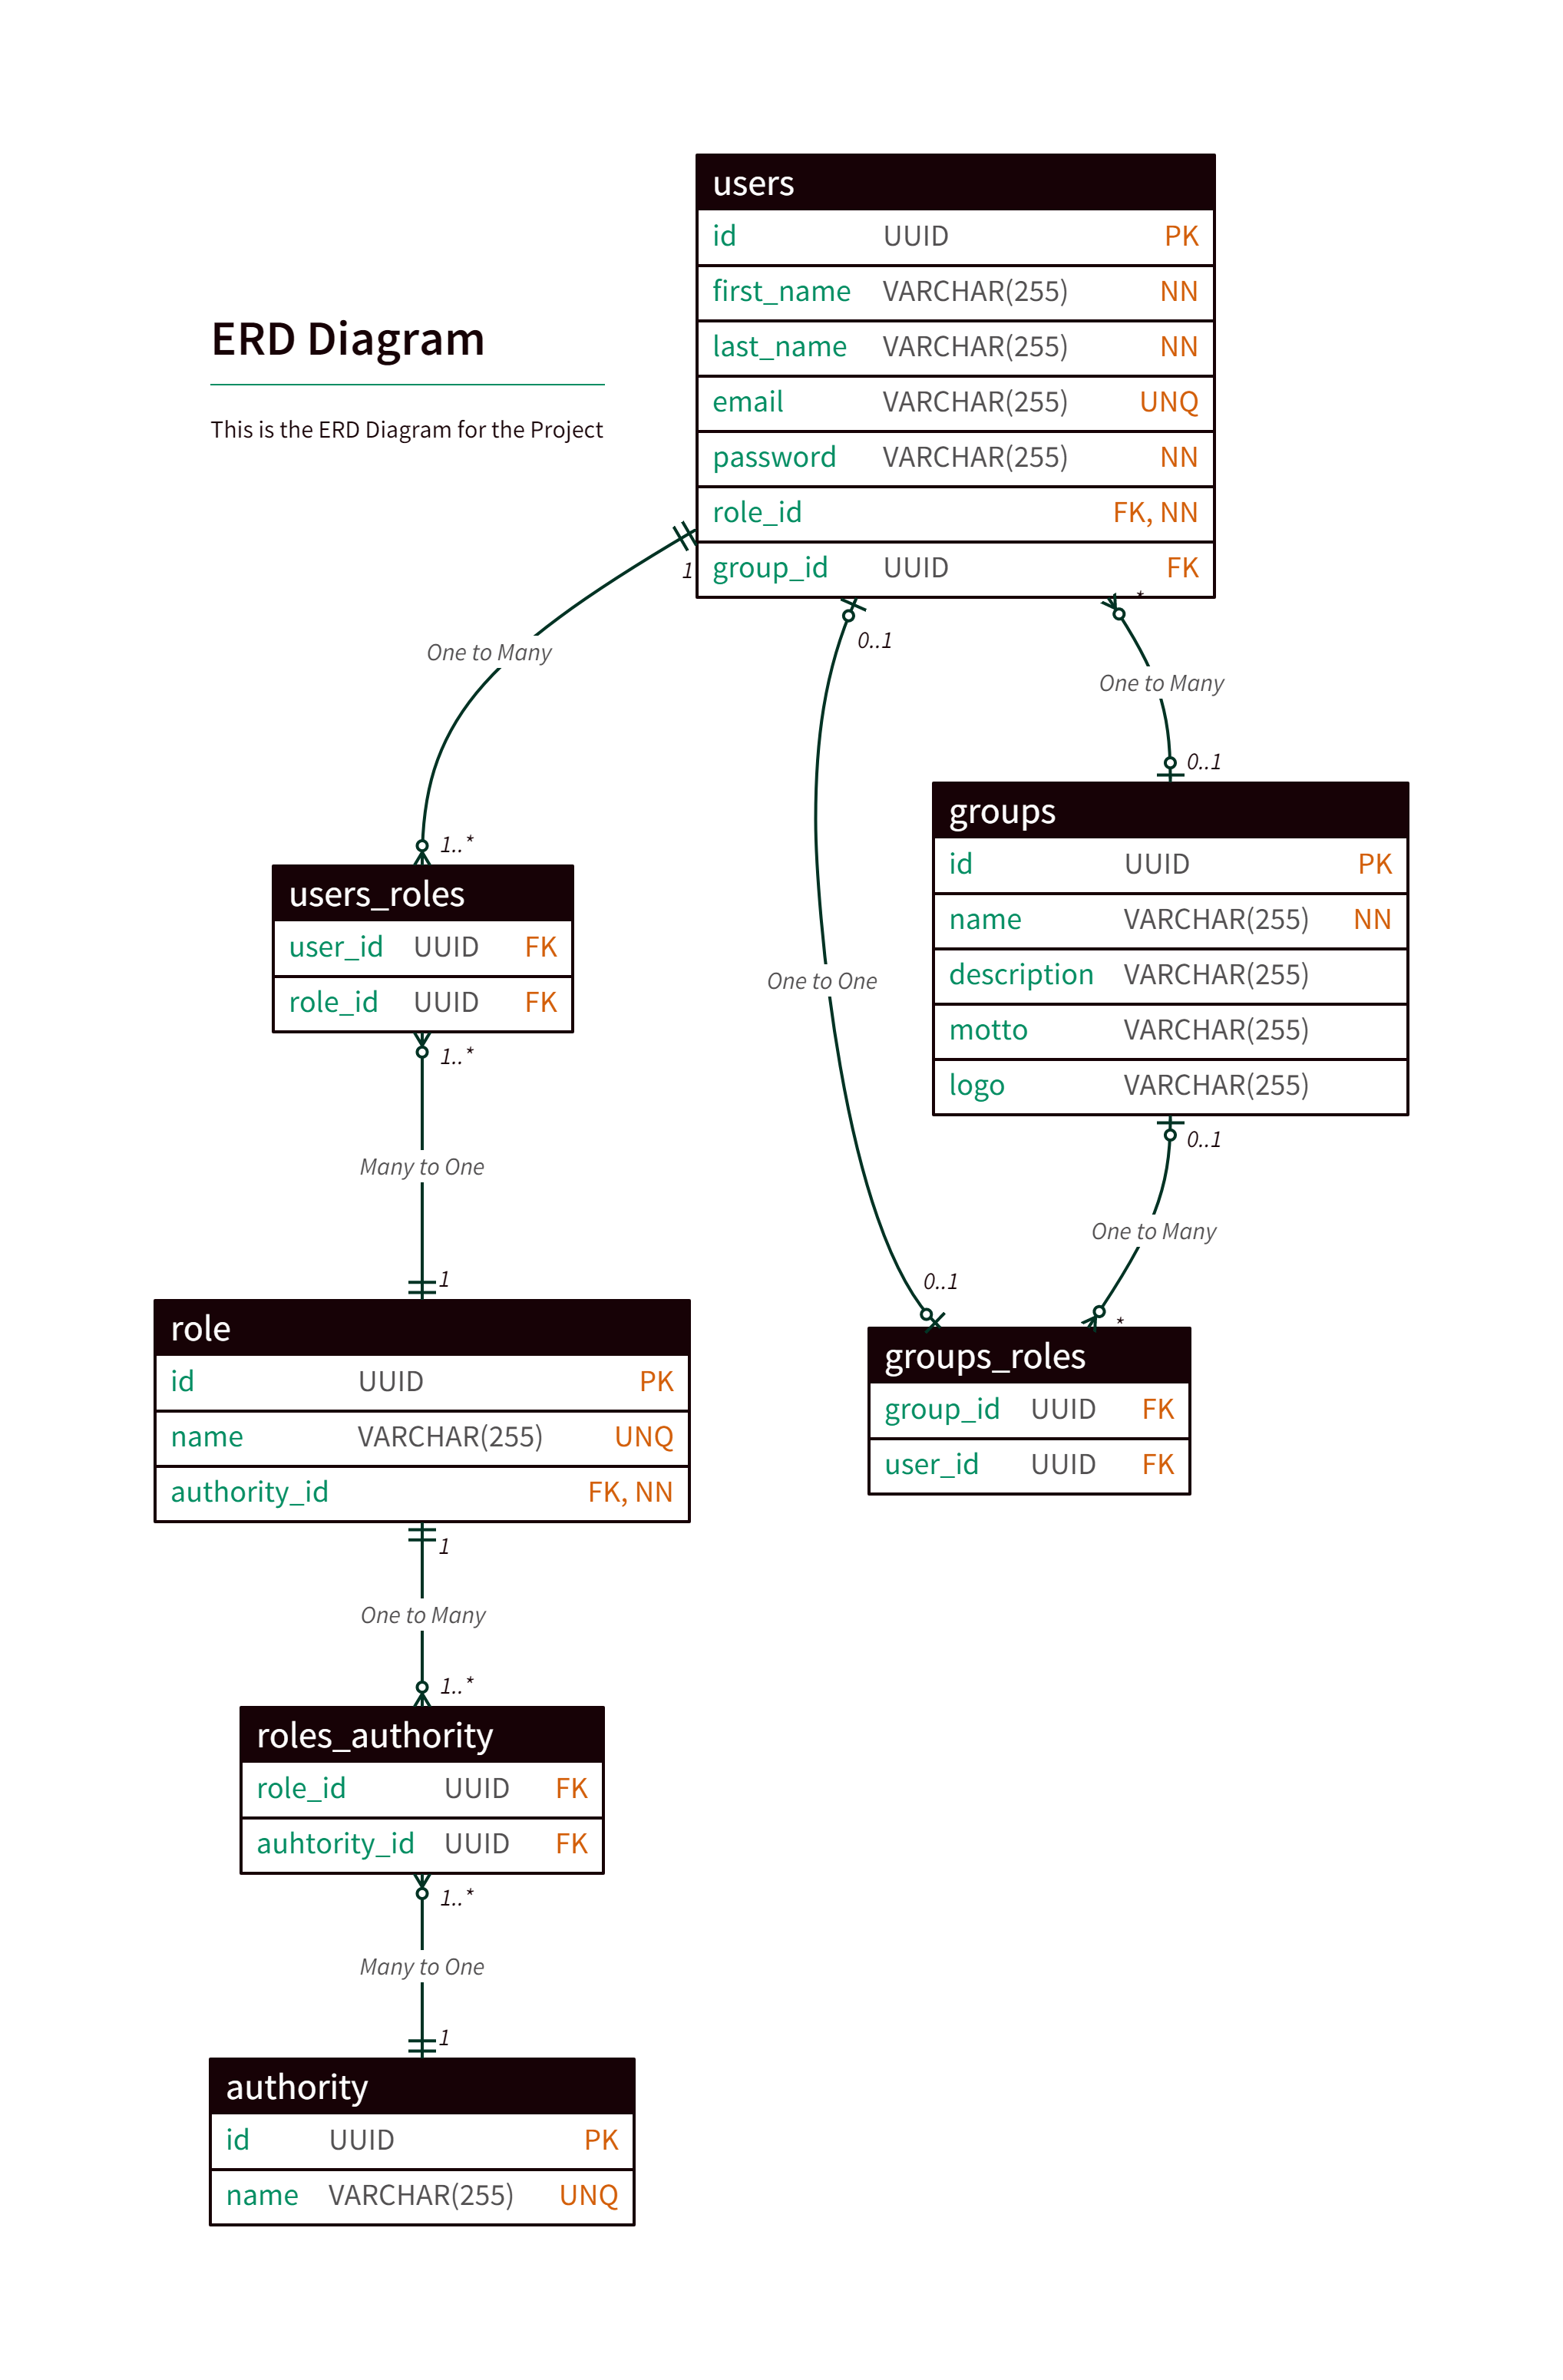 ERD Diagram
This is the ERD Diagram for the Project
users
id UUID PK
first_name VARCHAR(255) NN
last_name VARCHAR(255) NN
email VARCHAR(255) UNQ
password VARCHAR(255) NN
role_id FK, NN
group_id UUID FK
1
0..1
*
One to Many
One to Many
0..1
1..*
groups
id UUID PK
name VARCHAR(255) NN
description VARCHAR(255)
motto VARCHAR(255)
logo VARCHAR(255)
users_roles
user_id UUID FK
role_id UUID FK
1..*
One to One
0..1
Many to One
One to Many
1
0..1
*
role
id UUID PK
name VARCHAR(255) UNQ
authority_id FK, NN
groups_roles
group_id UUID FK
user_id UUID FK
1
One to Many
1..*
roles_authority
role_id UUID FK
auhtority_id UUID FK
1..*
Many to One
1
authority
id UUID PK
name VARCHAR(255) UNQ